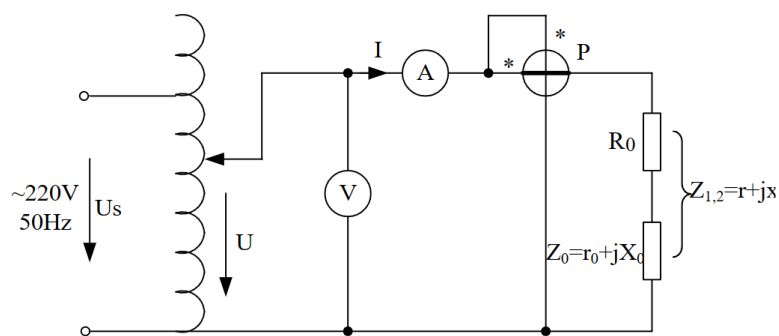 I
A
*
*
P
R₀
Z₁,₂=r+jx
~220V
50Hz
Us
V
U
Z₀=r₀+jX₀